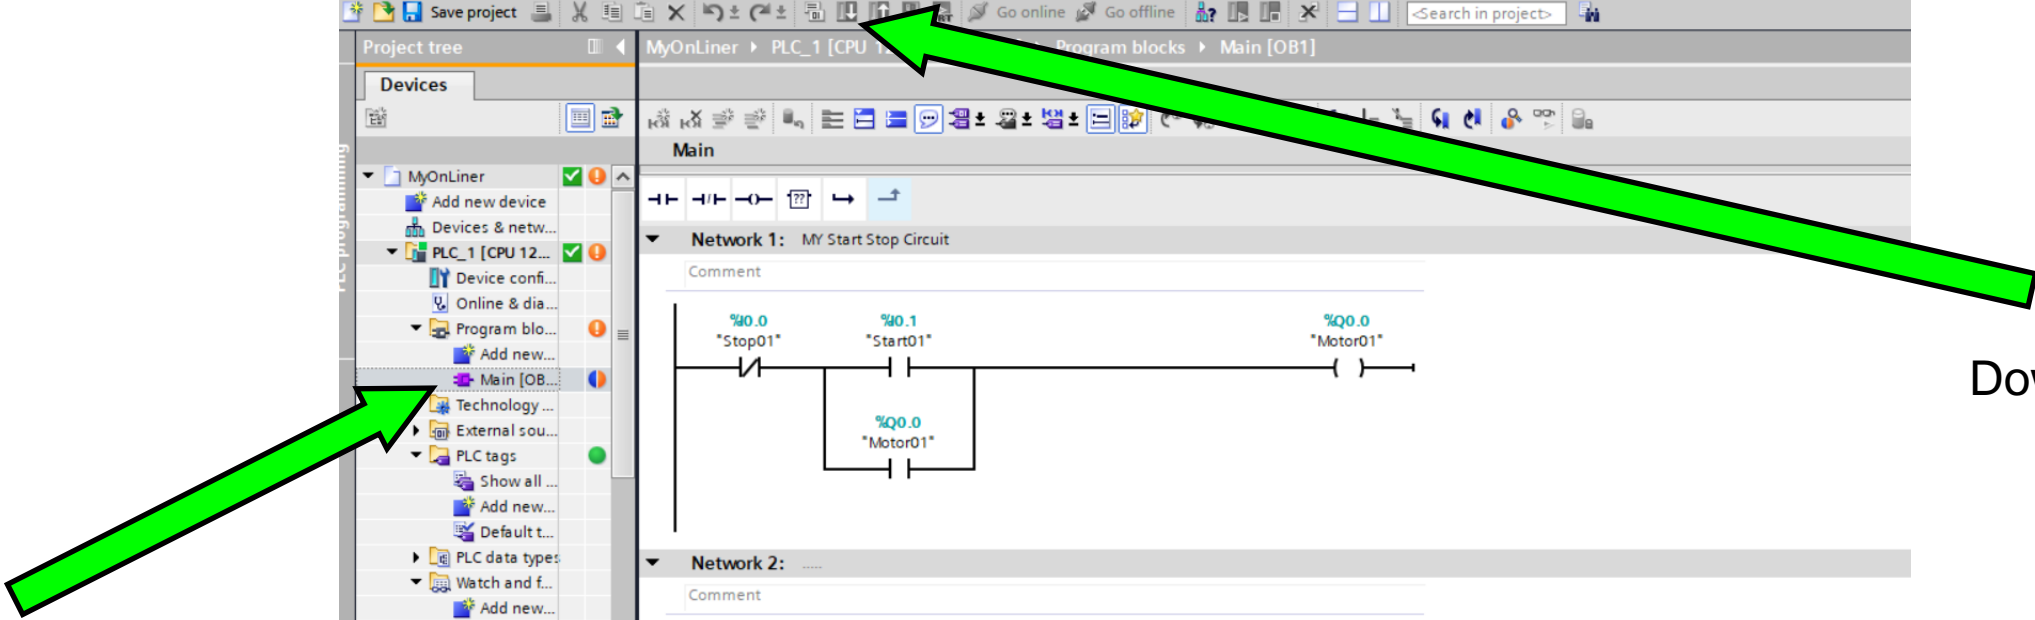 Save project Go online Go offline <Search in project>
Project tree
MyOnLiner PLC_1 [CPU 1 Program blocks Main [OB1]
Devices
PLC programming
Main
MyOnLiner
Add new device
Devices & netw...
PLC_1 [CPU 12...
Device confi...
Online & dia...
Program blo...
Add new...
Main [OB...
Technology ...
External sou...
PLC tags
Show all ...
Add new...
Default t...
PLC data types
Watch and f...
Add new...
??
Network 1: MY Start Stop Circuit
Comment
%I0.0
"Stop01"
%I0.1
"Start01"
%Q0.0
"Motor01"
%Q0.0
"Motor01"
Network 2: .....
Comment